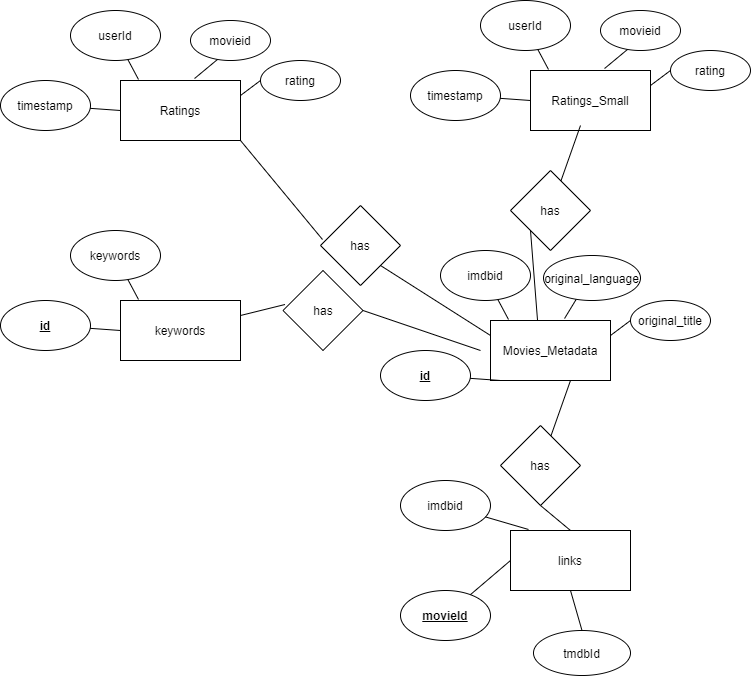 userId
movieid
rating
timestamp
Ratings
userId
movieid
rating
timestamp
Ratings_Small
has
has
keywords
id
keywords
has
imdbid
original_language
original_title
Movies_Metadata
id
has
imdbid
links
movieId
tmdbId